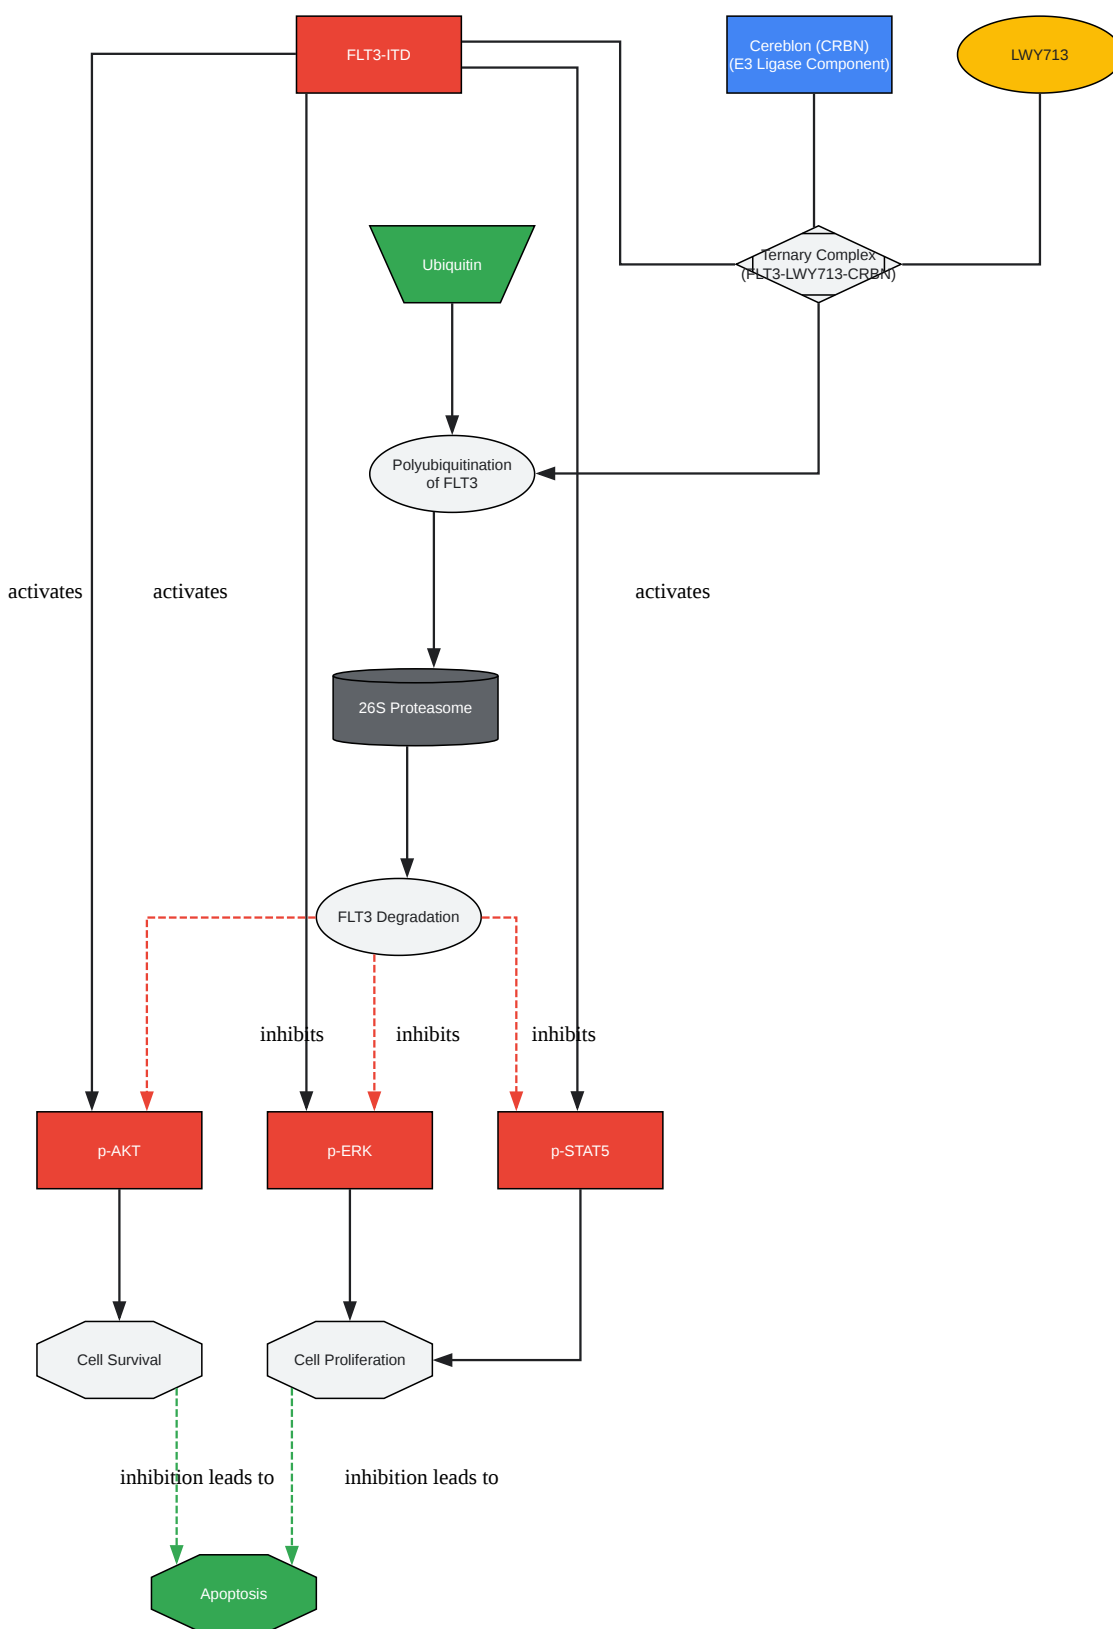 FLT3-ITD
Cereblon (CRBN)
(E3 Ligase Component)
LWY713
Ubiquitin
Ternary Complex
(FLT3-LWY713-CRBN)
Polyubiquitination
of FLT3
activates
activates
activates
26S Proteasome
FLT3 Degradation
inhibits
inhibits
inhibits
p-AKT
p-ERK
p-STAT5
Cell Survival
Cell Proliferation
inhibition leads to
inhibition leads to
Apoptosis